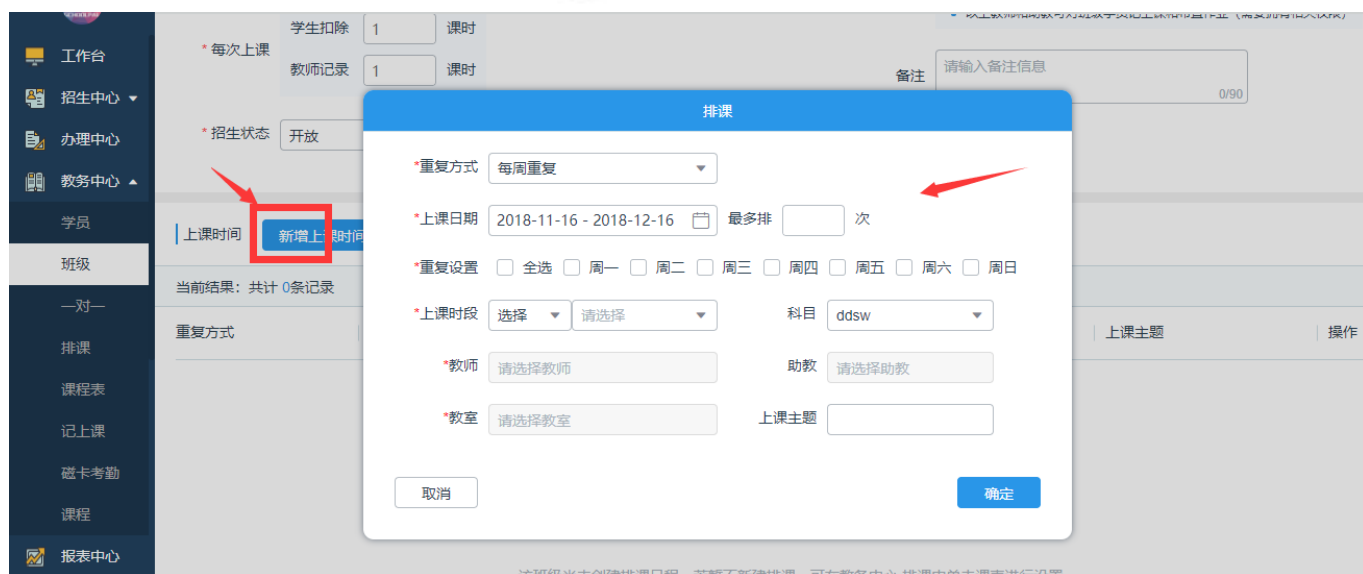 工作台
招生中心
办理中心
教务中心
学员
班级
一对一
排课
课程表
记上课
磁卡考勤
课程
报表中心
*每次上课
学生扣除 1 课时
教师记录 1 课时
备注 请输入备注信息
0/90
*招生状态 开放
上课时间 新增上课时间
当前结果：共计 0条记录
重复方式 上课主题 操作
排课
*重复方式 每周重复
*上课日期 2018-11-16 - 2018-12-16 最多排 次
*重复设置 全选 周一 周二 周三 周四 周五 周六 周日
*上课时段 选择 请选择 科目 ddsw
*教师 请选择教师 助教 请选择助教
*教室 请选择教室 上课主题
取消 确定